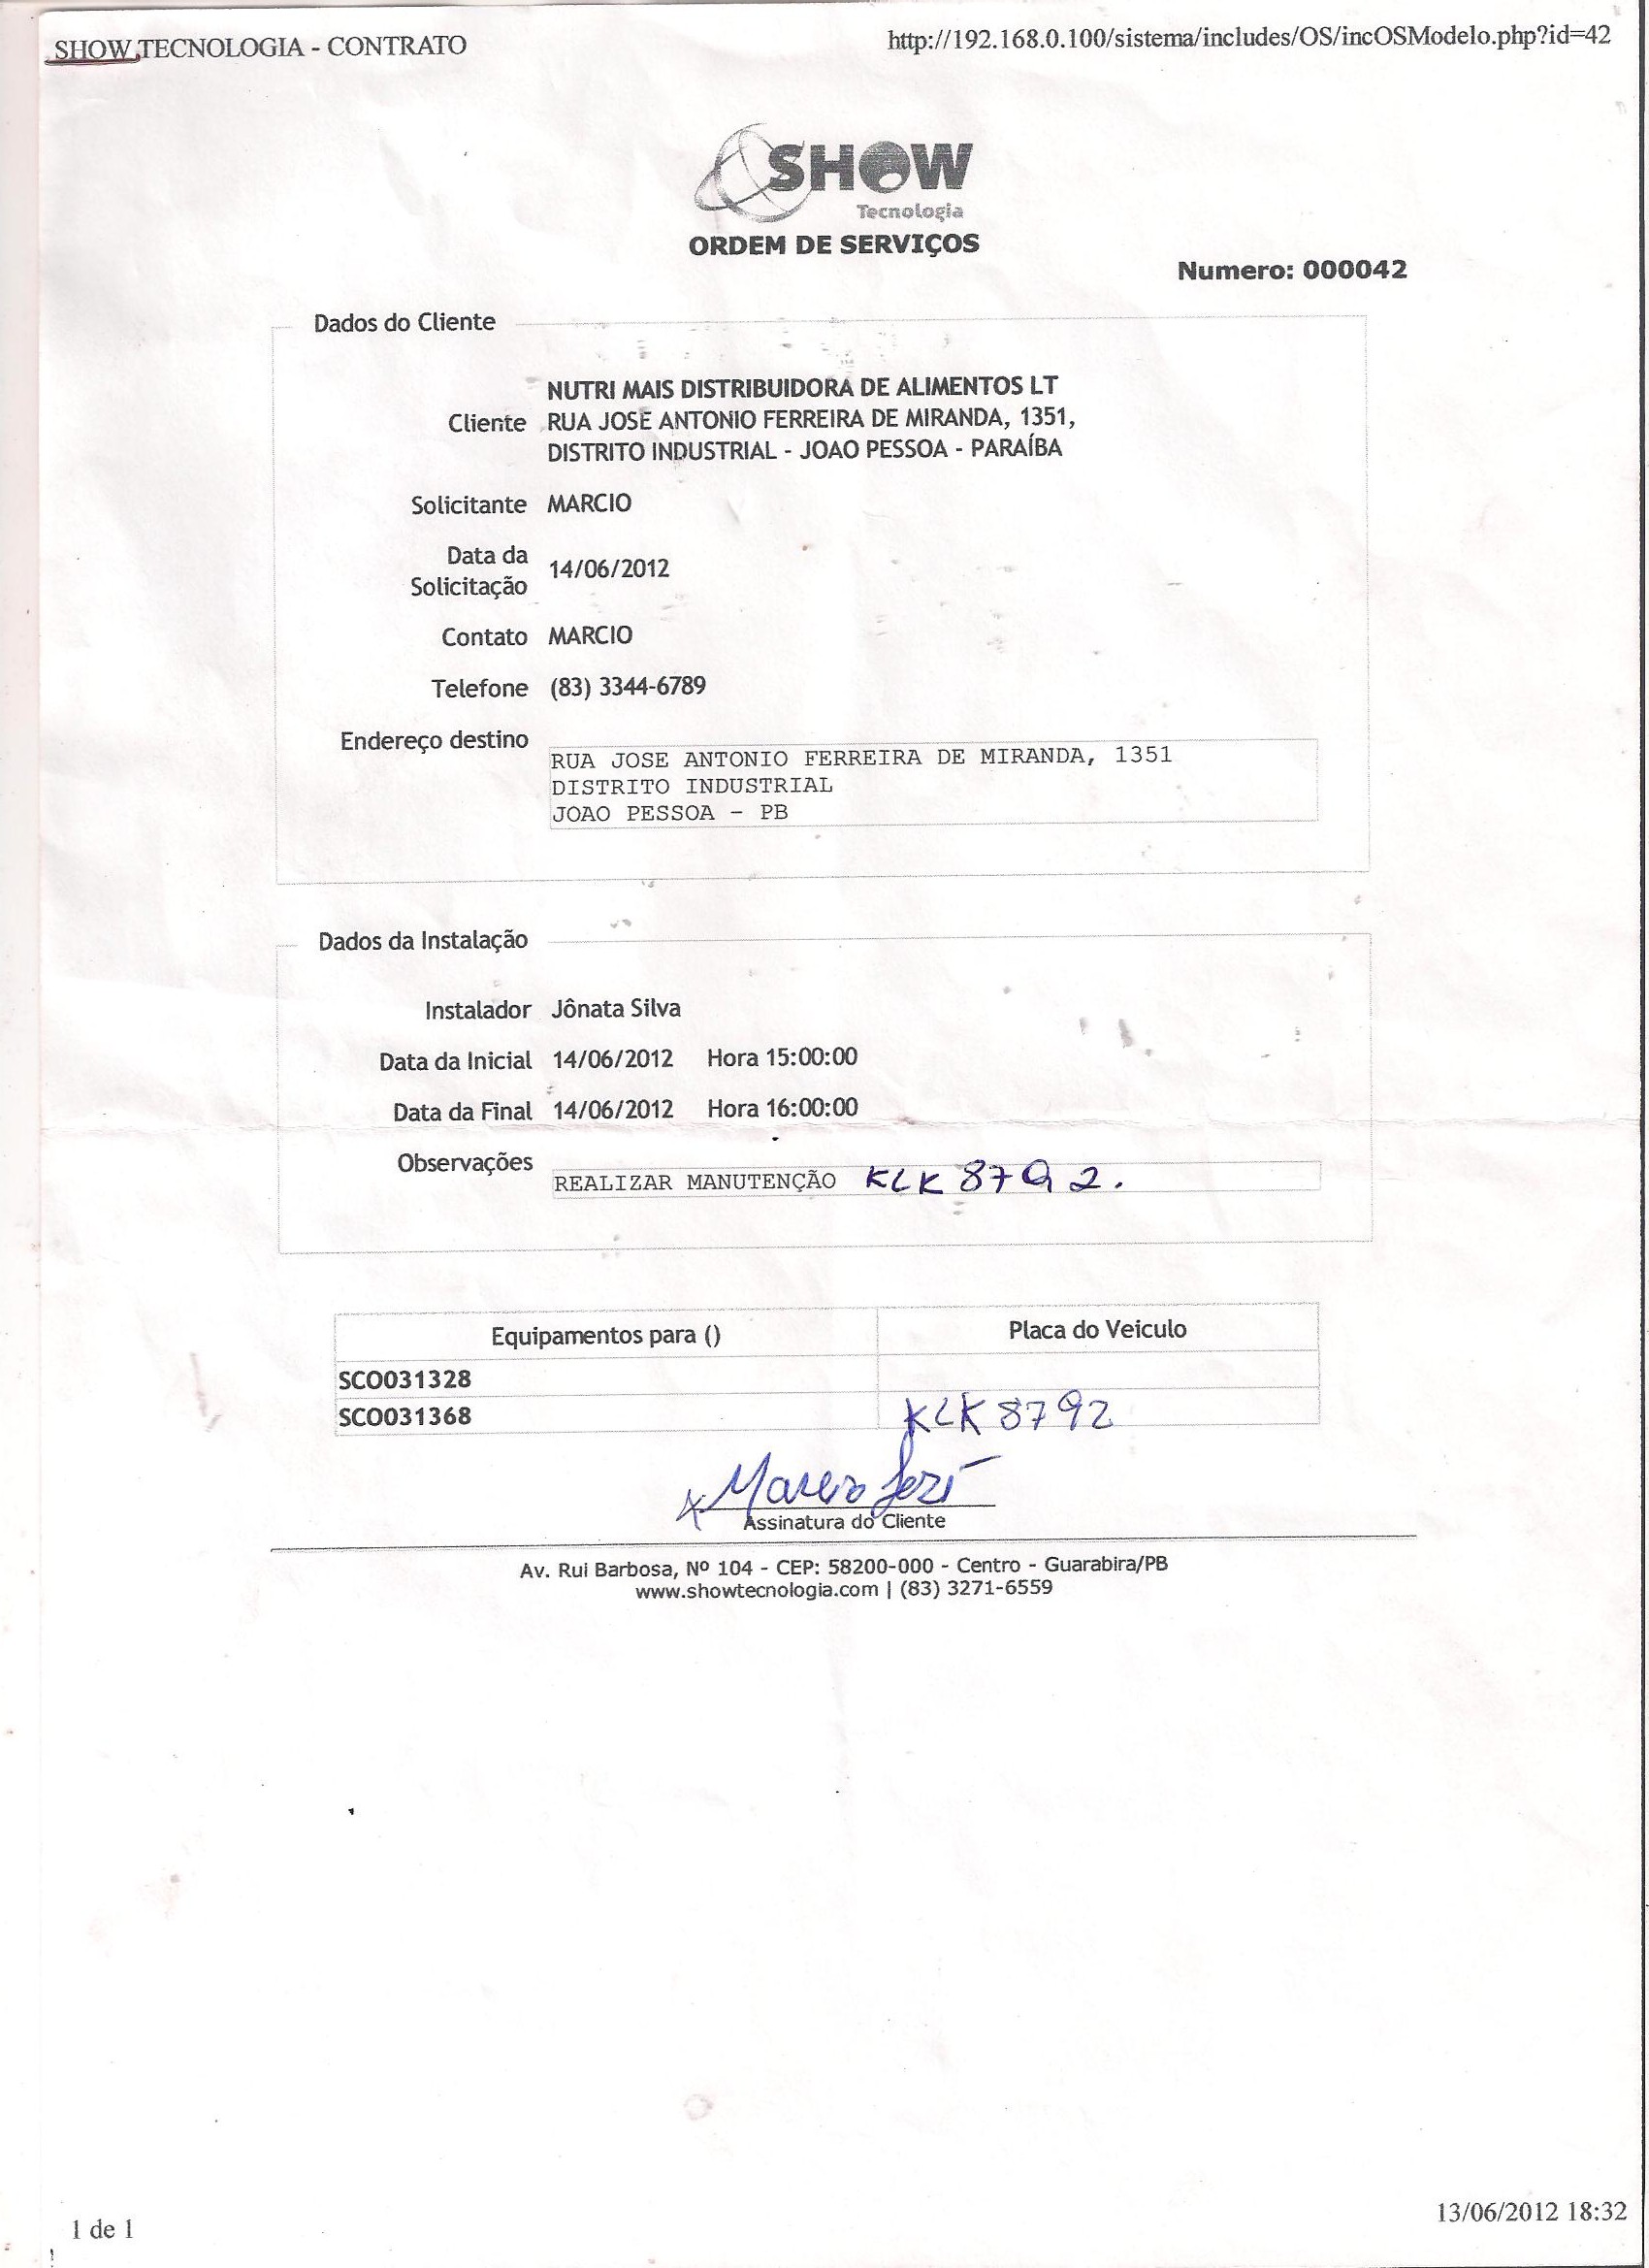 SHOW TECNOLOGIA - CONTRATO
http://192.168.0.100/sistema/includes/OS/incOSModelo.php?id=42
SHOW
Tecnologia
ORDEM DE SERVIÇOS
Numero: 000042
Dados do Cliente
NUTRI MAIS DISTRIBUIDORA DE ALIMENTOS LT
Cliente RUA JOSE ANTONIO FERREIRA DE MIRANDA, 1351,
DISTRITO INDUSTRIAL - JOAO PESSOA - PARAÍBA
Solicitante MARCIO
Data da
Solicitação 14/06/2012
Contato MARCIO
Telefone (83) 3344-6789
Endereço destino
RUA JOSE ANTONIO FERREIRA DE MIRANDA, 1351
DISTRITO INDUSTRIAL
JOAO PESSOA - PB
Dados da Instalação
Instalador Jônata Silva
Data da Inicial 14/06/2012 Hora 15:00:00
Data da Final 14/06/2012 Hora 16:00:00
Observações
REALIZAR MANUTENÇÃO KLK 8792.
Equipamentos para () Placa do Veiculo
SCO031328
SCO031368 KLK 8792
Marcio José
Assinatura do Cliente
Av. Rui Barbosa, Nº 104 - CEP: 58200-000 - Centro - Guarabira/PB
www.showtecnologia.com | (83) 3271-6559
1 de 1
13/06/2012 18:32